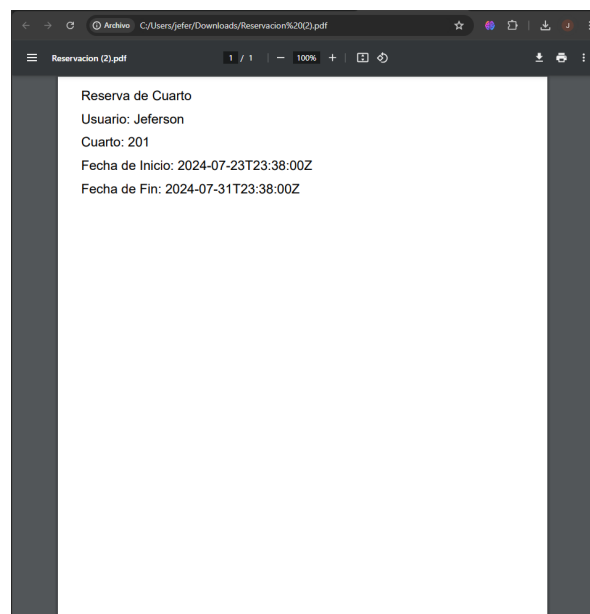 Archivo C:/Users/jefer/Downloads/Reservacion%20(2).pdf
J
Reservacion (2).pdf 1 / 1 100%
Reserva de Cuarto
Usuario: Jeferson
Cuarto: 201
Fecha de Inicio: 2024-07-23T23:38:00Z
Fecha de Fin: 2024-07-31T23:38:00Z